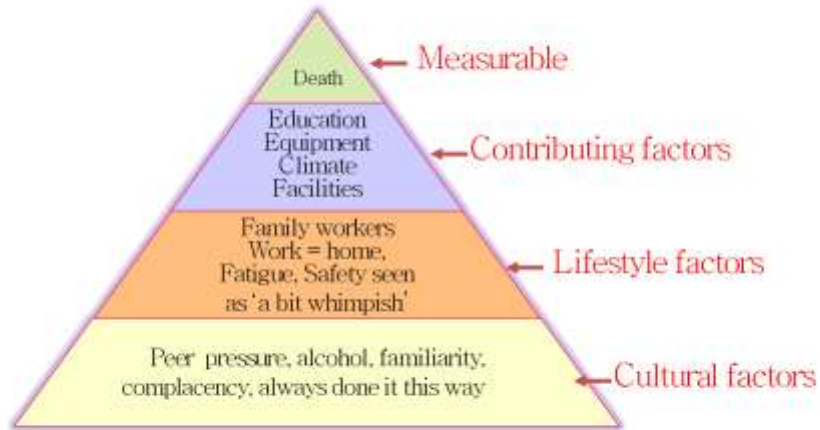 Death
Measurable
Education
Equipment
Climate
Facilities
Contributing factors
Family workers
Work = home,
Fatigue, Safety seen
as ‘a bit whimpish’
Lifestyle factors
Peer pressure, alcohol, familiarity,
complacency, always done it this way
Cultural factors